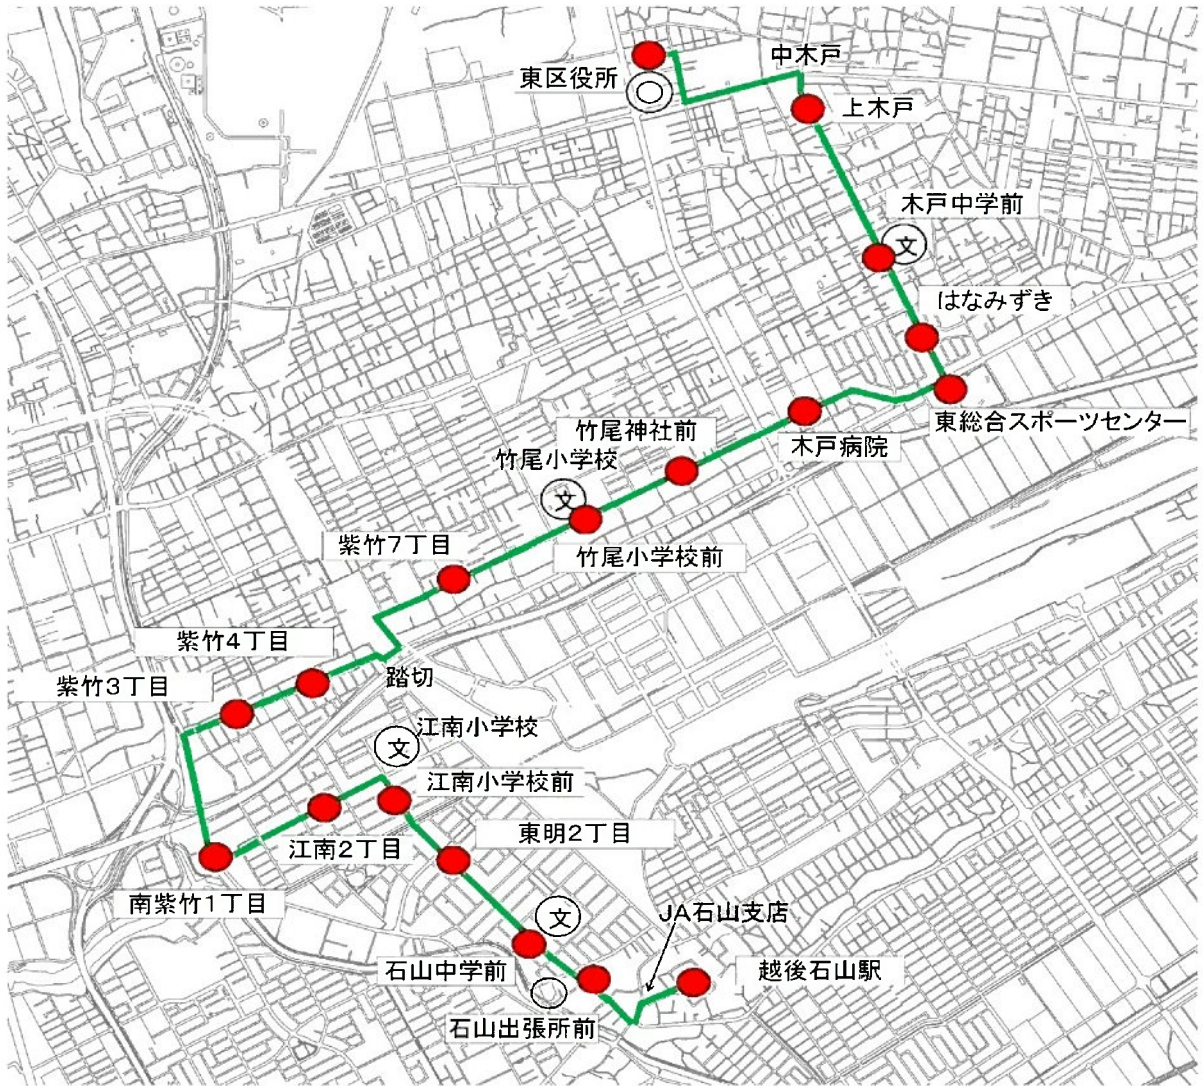 中木戸
東区役所
上木戸
木戸中学前
文
はなみずき
東総合スポーツセンター
木戸病院
竹尾神社前
竹尾小学校
文
竹尾小学校前
紫竹7丁目
紫竹4丁目
踏切
紫竹3丁目
江南小学校
文
江南小学校前
東明2丁目
江南2丁目
南紫竹1丁目
文
JA石山支店
石山中学前
越後石山駅
石山出張所前